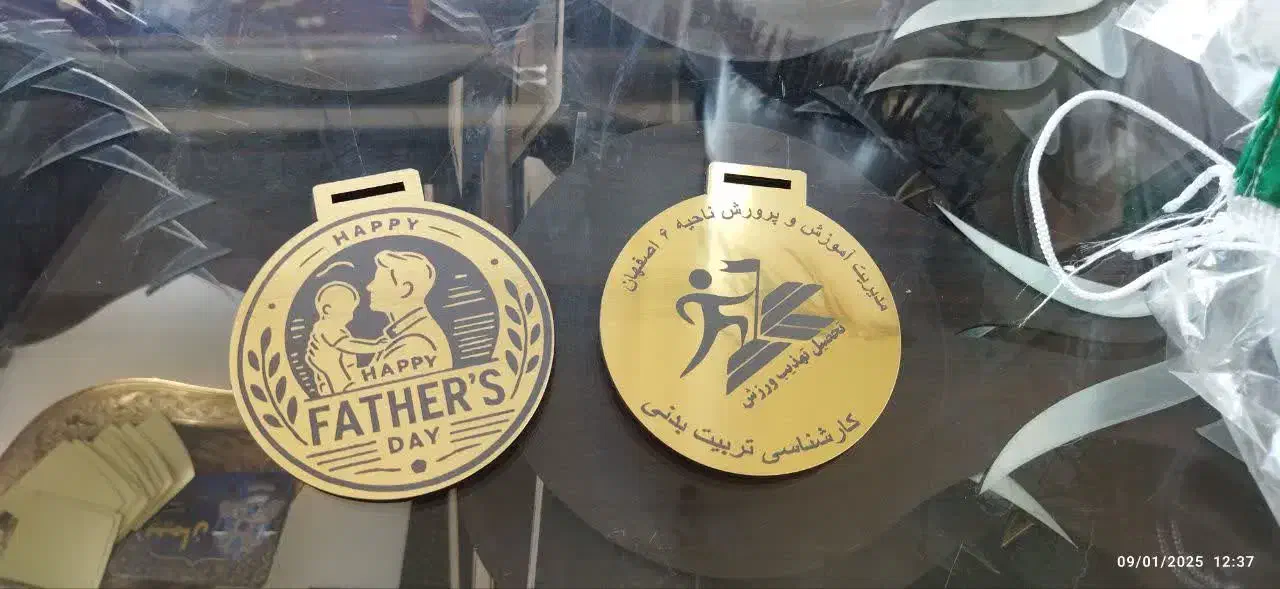 HAPPY
HAPPY
FATHER'S
DAY
مدیریت آموزش و پرورش ناحیه ۶ اصفهان
تحصیل تهذیب ورزش
کارشناسی تربیت بدنی
09/01/2025 12:37